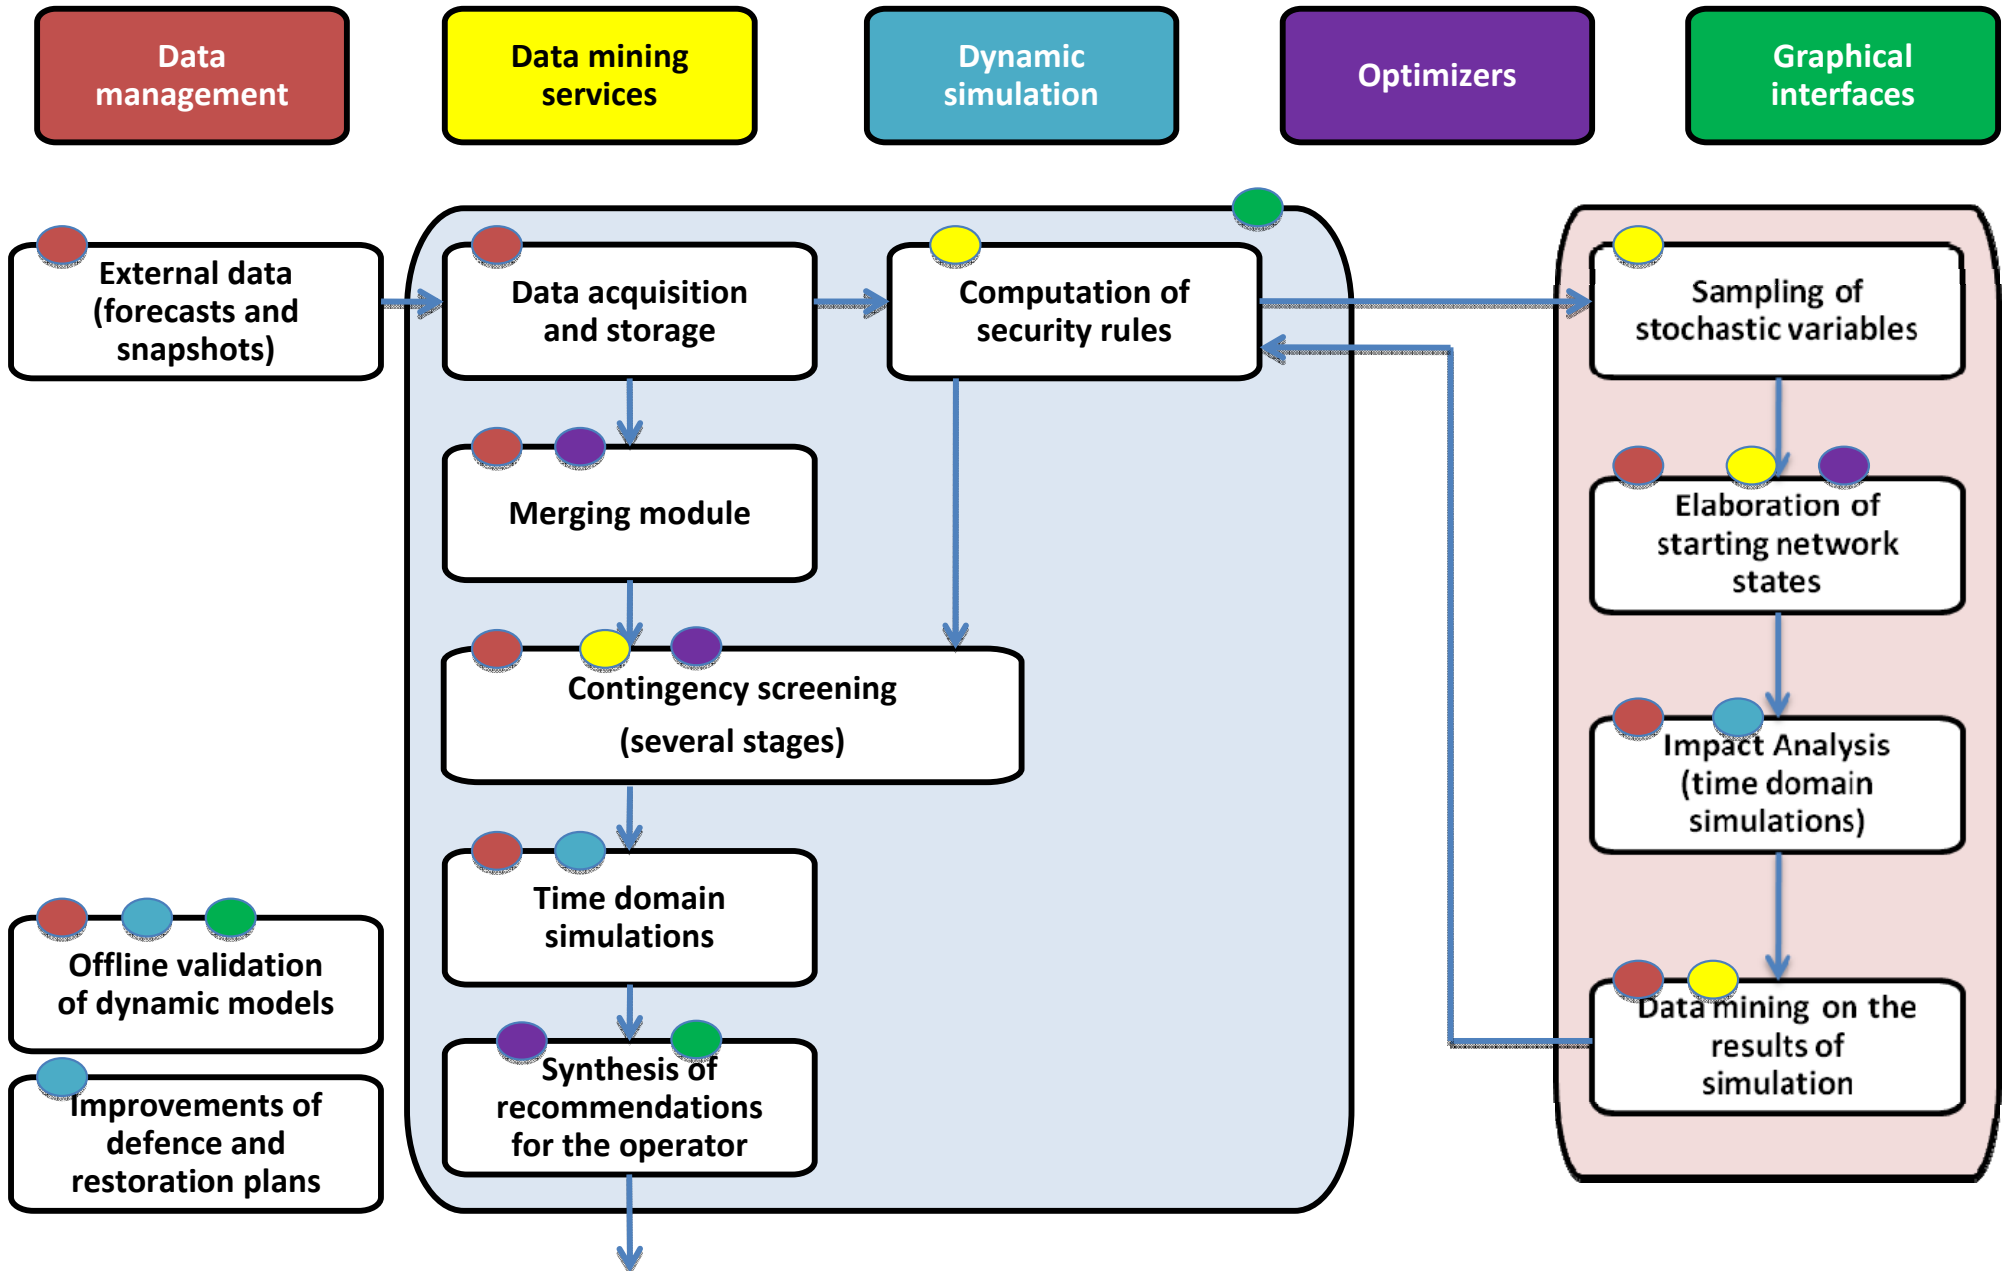 Data
management
Data mining
services
Dynamic
simulation
Optimizers
Graphical
interfaces
External data
(forecasts and
snapshots)
Data acquisition
and storage
Computation of
security rules
Sampling of
stochastic variables
Merging module
Elaboration of
starting network
states
Contingency screening
(several stages)
Impact Analysis
(time domain
simulations)
Time domain
simulations
Offline validation
of dynamic models
Data mining on the
results of
simulation
Synthesis of
recommendations
for the operator
Improvements of
defence and
restoration plans